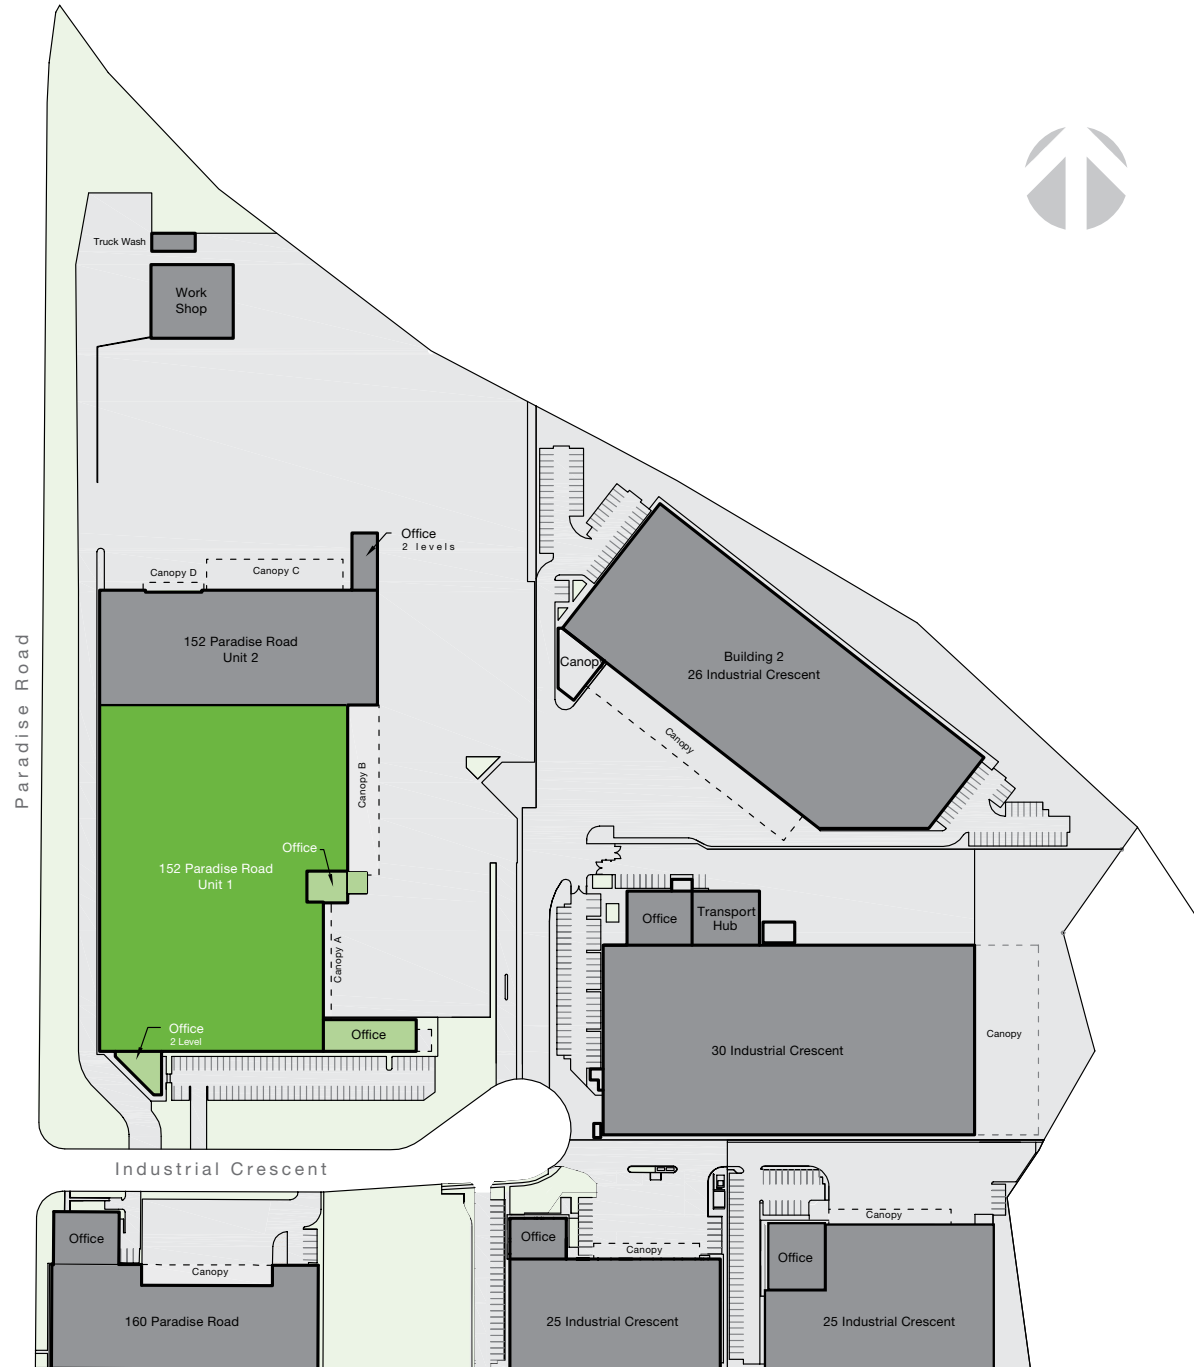 Truck Wash
Work
Shop
Office
2 levels
Canopy D
Canopy C
152 Paradise Road
Unit 2
Paradise Road
Canopy B
Office
152 Paradise Road
Unit 1
Canopy A
Office
2 Level
Office
Building 2
26 Industrial Crescent
Canopy
Canopy
Office
Transport
Hub
30 Industrial Crescent
Canopy
Industrial Crescent
Office
Canopy
160 Paradise Road
Office
Canopy
25 Industrial Crescent
Canopy
Office
25 Industrial Crescent